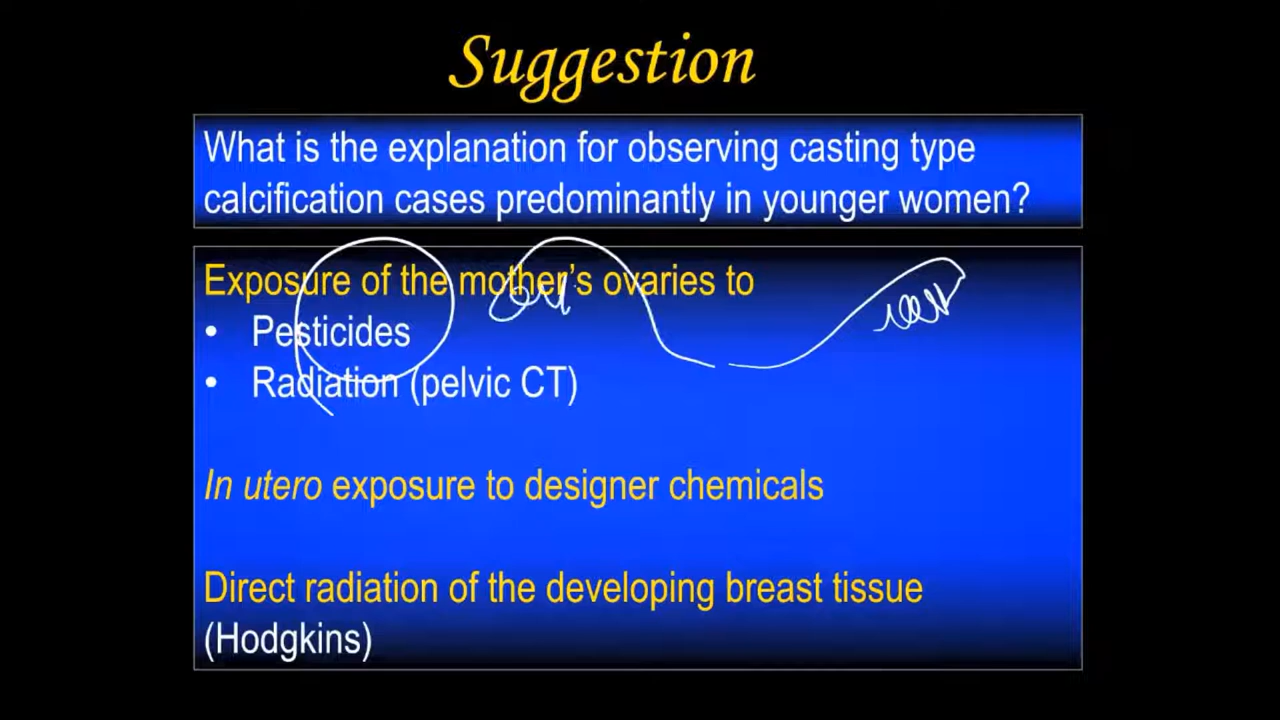 Suggestion
What is the explanation for observing casting type
calcification cases predominantly in younger women?
Exposure of the mother's ovaries to
• Pesticides
• Radiation (pelvic CT)
In utero exposure to designer chemicals
Direct radiation of the developing breast tissue
(Hodgkins)